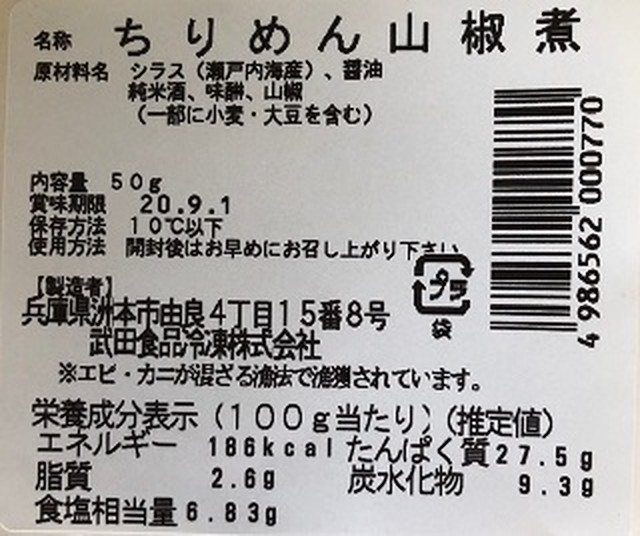 名称 ちりめん山椒煮
原材料名 シラス（瀬戸内海産）、醤油
純米酒、味醂、山椒
（一部に小麦・大豆を含む）
内容量 50g
賞味期限 20.9.1
保存方法 10℃以下
使用方法 開封後はお早めにお召し上がり下さい
【製造者】
兵庫県洲本市由良4丁目15番8号
武田食品冷凍株式会社
※エビ・カニが混ざる漁法で漁獲されています。
プラ
袋
4 986562 000770
栄養成分表示（100g当たり）（推定値）
エネルギー 186kcal たんぱく質 27.5g
脂質 2.6g 炭水化物 9.3g
食塩相当量 6.83g